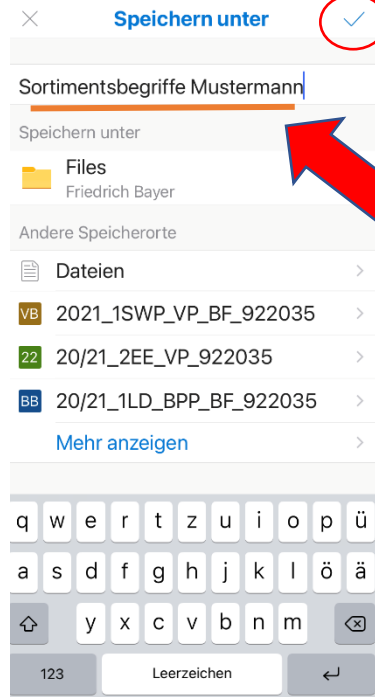 Speichern unter
Sortimentsbegriffe Mustermann
Speichern unter
Files
Friedrich Bayer
Andere Speicherorte
Dateien
VB 2021_1SWP_VP_BF_922035
22 20/21_2EE_VP_922035
BB 20/21_1LD_BPP_BF_922035
Mehr anzeigen
q w e r t z u i o p ü
a s d f g h j k l ö ä
y x c v b n m
123 Leerzeichen